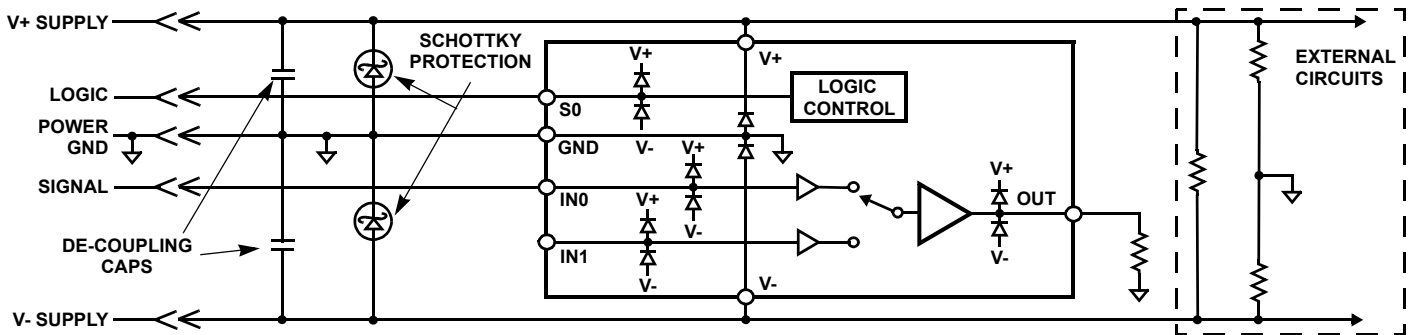 V+ SUPPLY
LOGIC
POWER
GND
SIGNAL
DE-COUPLING
CAPS
V- SUPPLY
SCHOTTKY
PROTECTION
S0
GND
IN0
IN1
V+
V-
V+
V-
V+
V-
V+
V-
LOGIC
CONTROL
V+
OUT
V-
EXTERNAL
CIRCUITS